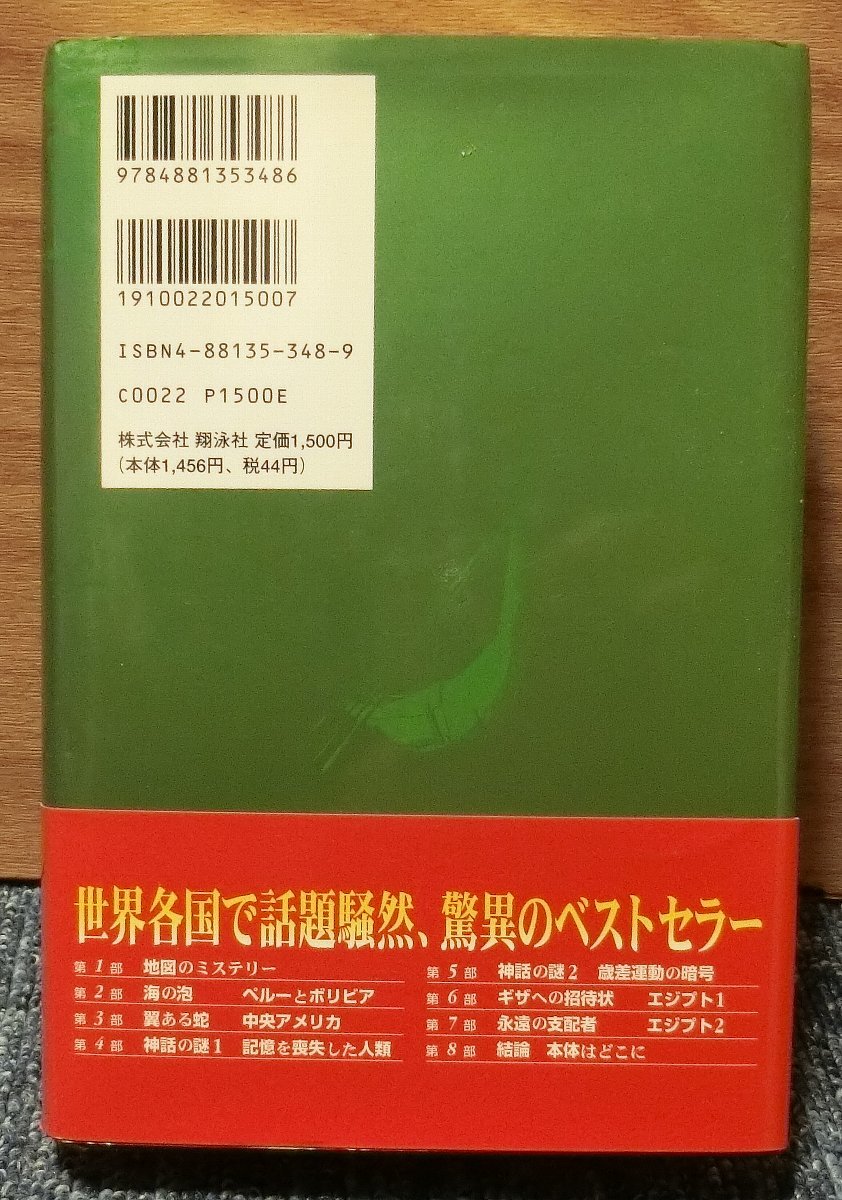 9784881353486
1910022015007
ISBN4-88135-348-9
C0022 P1500E
株式会社 翔泳社 定価1,500円
(本体1,456円、税44円)
世界各国で話題騒然、驚異のベストセラー
第1部 地図のミステリー
第2部 海の泡 ペルーとボリビア
第3部 翼ある蛇 中央アメリカ
第4部 神話の謎1 記憶を喪失した人類
第5部 神話の謎2 歳差運動の暗号
第6部 ギザへの招待状 エジプト1
第7部 永遠の支配者 エジプト2
第8部 結論 本体はどこに